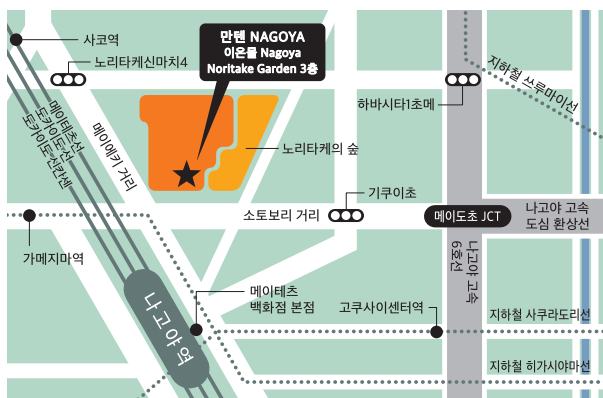 사코역
노리타케신마치4
만텐 NAGOYA
이온몰 Nagoya
Noritake Garden 3층
지하철 쓰루마이선
하바시타1초메
메이테츠선
도카이도 선
도카이도 신칸센
메이에키 거리
노리타케의 숲
기쿠이초
소토보리 거리
메이도초 JCT
나고야 고속
도심 환상선
나고야 고속
6호선
가메지마역
나고야역
메이테츠
백화점 본점
고쿠사이센터역
지하철 사쿠라도리선
지하철 히가시야마선